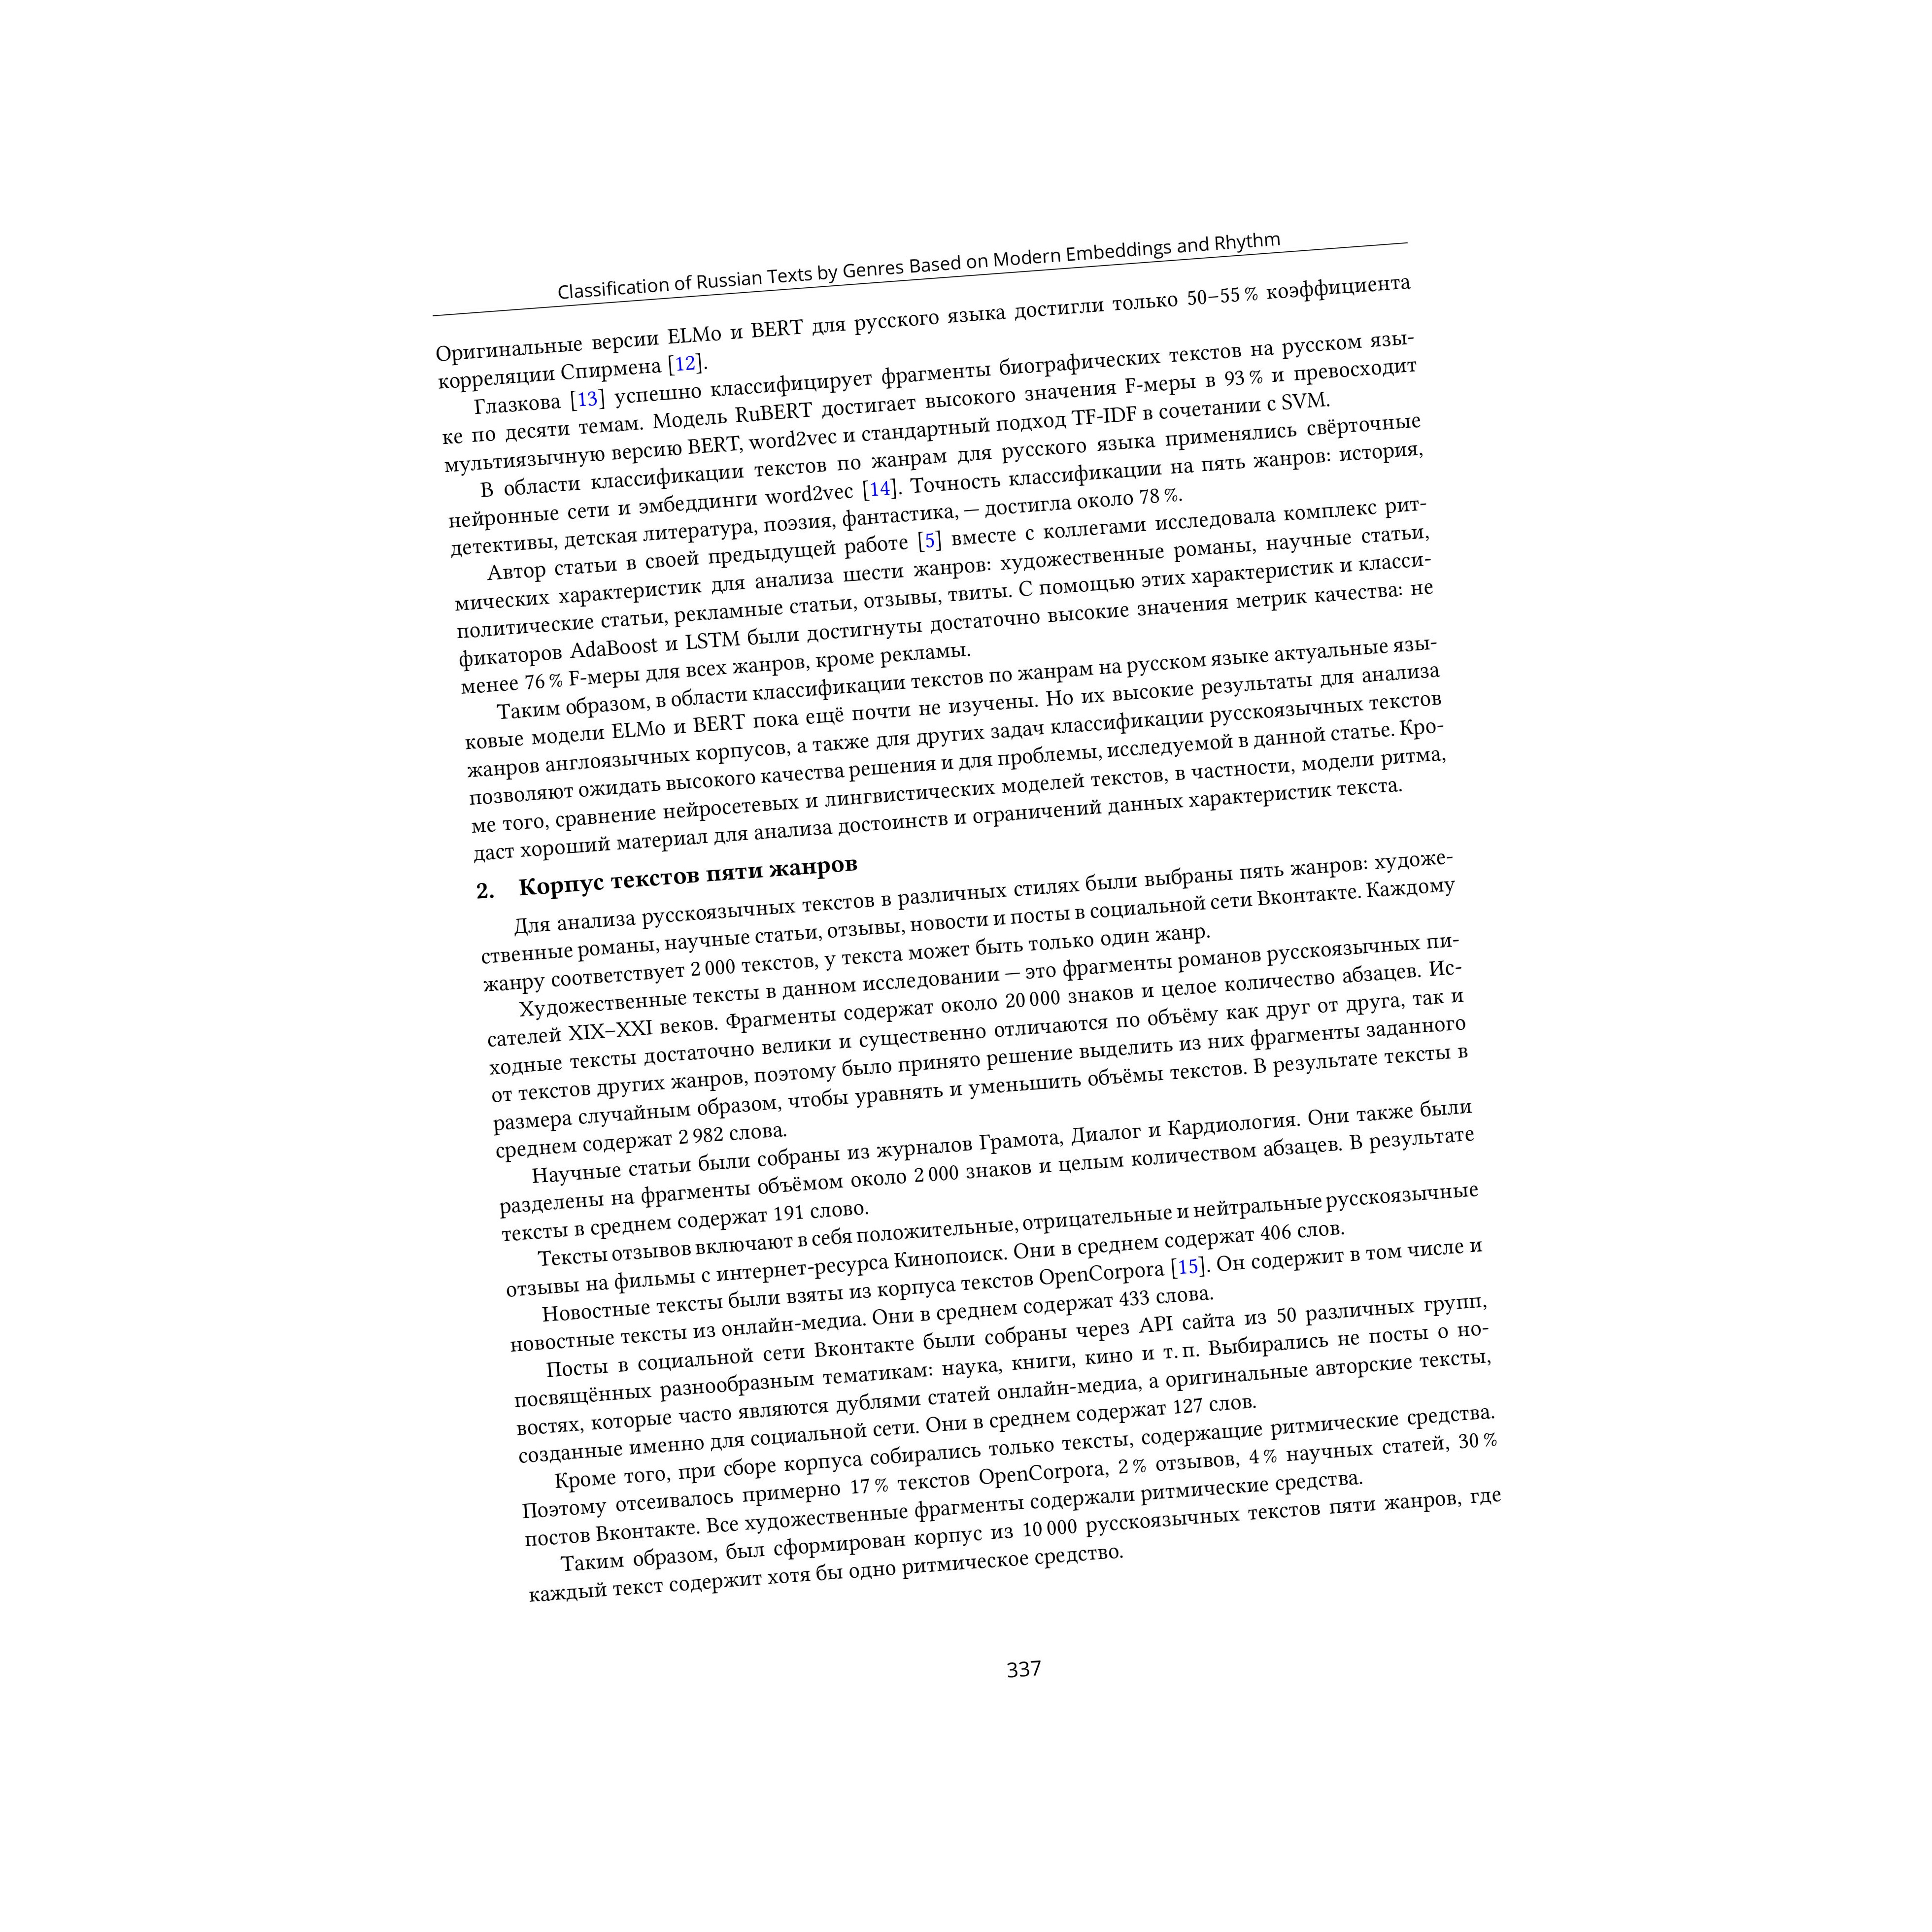 Classification of Russian Texts by Genres Based on Modern Embeddings and Rhythm
Оригинальные версии ELMo и BERT для русского языка достигли только 50–55 % коэффициента
корреляции Спирмена [12].
Глазкова [13] успешно классифицирует фрагменты биографических текстов на русском язы-
ке по десяти темам. Модель RuBERT достигает высокого значения F-меры в 93 % и превосходит
мультиязычную версию BERT, word2vec и стандартный подход TF-IDF в сочетании с SVM.
В области классификации текстов по жанрам для русского языка применялись свёрточные
нейронные сети и эмбеддинги word2vec [14]. Точность классификации на пять жанров: история,
детективы, детская литература, поэзия, фантастика, — достигла около 78 %.
Автор статьи в своей предыдущей работе [5] вместе с коллегами исследовала комплекс рит-
мических характеристик для анализа шести жанров: художественные романы, научные статьи,
политические статьи, рекламные статьи, отзывы, твиты. С помощью этих характеристик и класси-
фикаторов AdaBoost и LSTM были достигнуты достаточно высокие значения метрик качества: не
менее 76 % F-меры для всех жанров, кроме рекламы.
Таким образом, в области классификации текстов по жанрам на русском языке актуальные язы-
ковые модели ELMo и BERT пока ещё почти не изучены. Но их высокие результаты для анализа
жанров англоязычных корпусов, а также для других задач классификации русскоязычных текстов
позволяют ожидать высокого качества решения и для проблемы, исследуемой в данной статье. Кро-
ме того, сравнение нейросетевых и лингвистических моделей текстов, в частности, модели ритма,
даст хороший материал для анализа достоинств и ограничений данных характеристик текста.
2. Корпус текстов пяти жанров
Для анализа русскоязычных текстов в различных стилях были выбраны пять жанров: художе-
ственные романы, научные статьи, отзывы, новости и посты в социальной сети Вконтакте. Каждому
жанру соответствует 2 000 текстов, у текста может быть только один жанр.
Художественные тексты в данном исследовании — это фрагменты романов русскоязычных пи-
сателей XIX–XXI веков. Фрагменты содержат около 20 000 знаков и целое количество абзацев. Ис-
ходные тексты достаточно велики и существенно отличаются по объёму как друг от друга, так и
от текстов других жанров, поэтому было принято решение выделить из них фрагменты заданного
размера случайным образом, чтобы уравнять и уменьшить объёмы текстов. В результате тексты в
среднем содержат 2 982 слова.
Научные статьи были собраны из журналов Грамота, Диалог и Кардиология. Они также были
разделены на фрагменты объёмом около 2 000 знаков и целым количеством абзацев. В результате
тексты в среднем содержат 191 слово.
Тексты отзывов включают в себя положительные, отрицательные и нейтральные русскоязычные
отзывы на фильмы с интернет-ресурса Кинопоиск. Они в среднем содержат 406 слов.
Новостные тексты были взяты из корпуса текстов OpenCorpora [15]. Он содержит в том числе и
новостные тексты из онлайн-медиа. Они в среднем содержат 433 слова.
Посты в социальной сети Вконтакте были собраны через API сайта из 50 различных групп,
посвящённых разнообразным тематикам: наука, книги, кино и т. п. Выбирались не посты о но-
востях, которые часто являются дублями статей онлайн-медиа, а оригинальные авторские тексты,
созданные именно для социальной сети. Они в среднем содержат 127 слов.
Кроме того, при сборе корпуса собирались только тексты, содержащие ритмические средства.
Поэтому отсеивалось примерно 17 % текстов OpenCorpora, 2 % отзывов, 4 % научных статей, 30 %
постов Вконтакте. Все художественные фрагменты содержали ритмические средства.
Таким образом, был сформирован корпус из 10 000 русскоязычных текстов пяти жанров, где
каждый текст содержит хотя бы одно ритмическое средство.
337